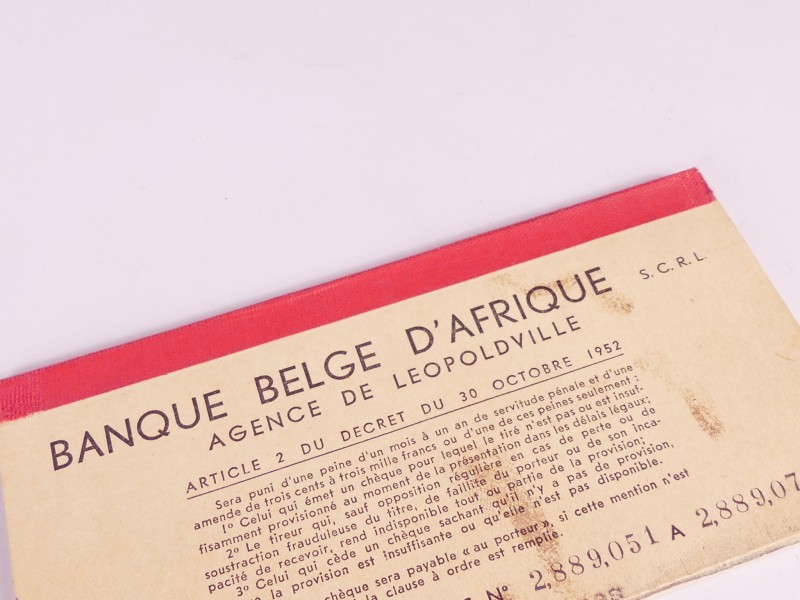 BANQUE BELGE D'AFRIQUE S.C.R.L.
AGENCE DE LEOPOLDVILLE
ARTICLE 2 DU DECRET DU 30 OCTOBRE 1952
Sera puni d'une peine d'un mois à un an de servitude pénale et d'une
amende de trois cents à trois mille francs ou d'une de ces peines seulement :
1º Celui qui émet un chèque pour lequel le tiré n'est pas ou est insuf-
fisamment provisionné au moment de la présentation dans les délais légaux;
2º Le tireur qui, sauf opposition régulière en cas de perte ou de
soustraction frauduleuse du titre, de faillite du porteur ou de son inca-
pacité de recevoir, rend indisponible tout ou partie de la provision;
3º Celui qui cède un chèque sachant qu'il n'y a pas de provision,
la provision est insuffisante ou qu'elle n'est pas disponible.
chèque sera payable «au porteur», si cette mention n'est
la clause à ordre est remplie.
Nº 2,889,051 A 2,889,07